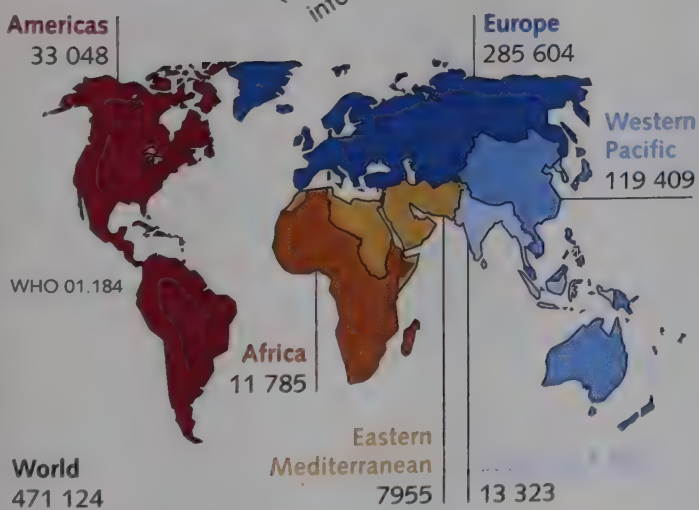 Americas
33 048
Europe
285 604
Western
Pacific
119 409
WHO 01.184
Africa
11 785
Eastern
Mediterranean
7955
13 323
World
471 124